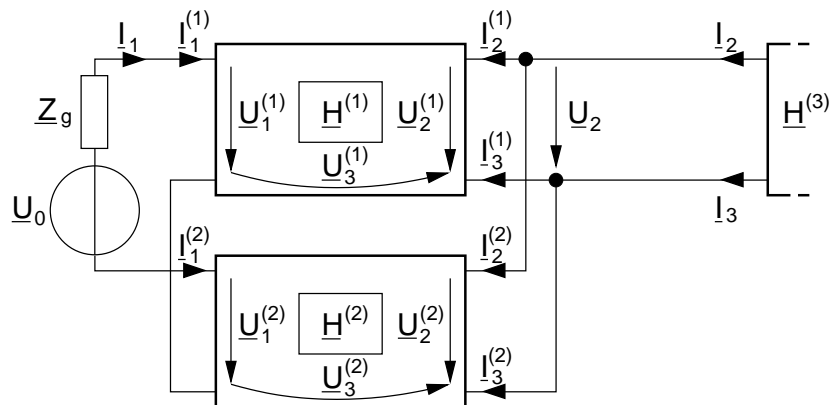 I₁ I₁⁽¹⁾ I₂⁽¹⁾ I₂
Z_g U₁⁽¹⁾ H⁽¹⁾ U₂⁽¹⁾ U₂ H⁽³⁾
U₃⁽¹⁾ I₃⁽¹⁾
U₀ I₃
I₁⁽²⁾ I₂⁽²⁾
U₁⁽²⁾ H⁽²⁾ U₂⁽²⁾
U₃⁽²⁾ I₃⁽²⁾